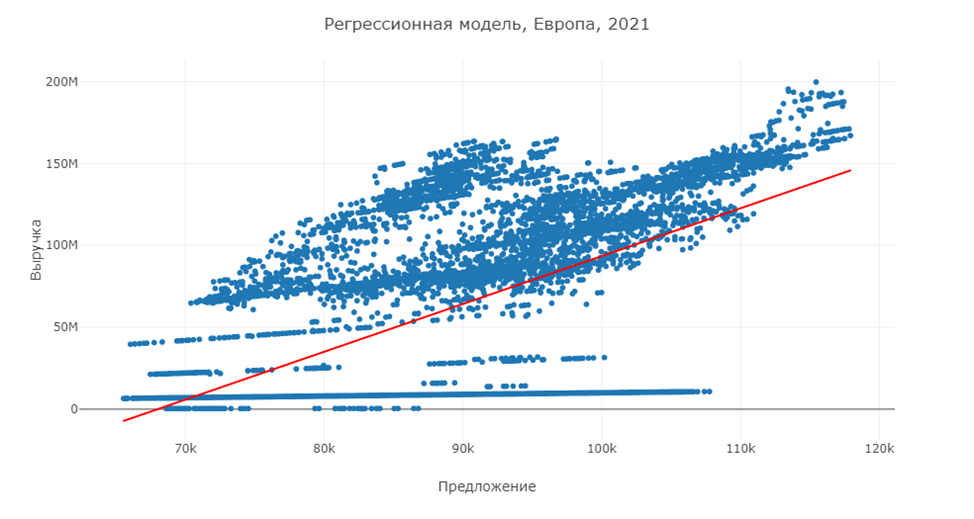 Регрессионная модель, Европа, 2021
200M
150M
100M
50M
0
Выручка
70k 80k 90k 100k 110k 120k
Предложение